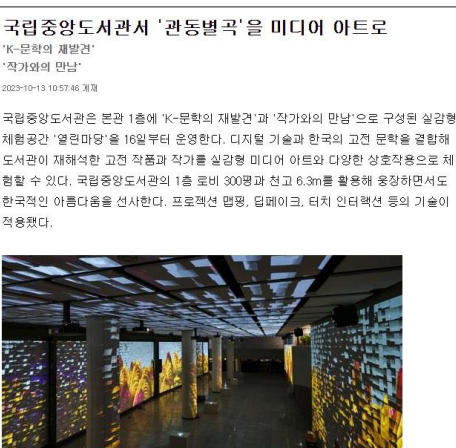 국립중앙도서관서 '관동별곡'을 미디어 아트로
'K-문학의 재발견'
'작가와의 만남'
2023-10-13 10:57:46 게재
국립중앙도서관은 본관 1층에 'K-문학의 재발견'과 '작가와의 만남'으로 구성된 실감형
체험공간 '열린마당'을 16일부터 운영한다. 디지털 기술과 한국의 고전 문학을 결합해
도서관이 재해석한 고전 작품과 작가를 실감형 미디어 아트와 다양한 상호작용으로 체
험할 수 있다. 국립중앙도서관의 1층 로비 300평과 천고 6.3m를 활용해 웅장하면서도
한국적인 아름다움을 선사한다. 프로젝션 맵핑, 딥페이크, 터치 인터랙션 등의 기술이
적용됐다.